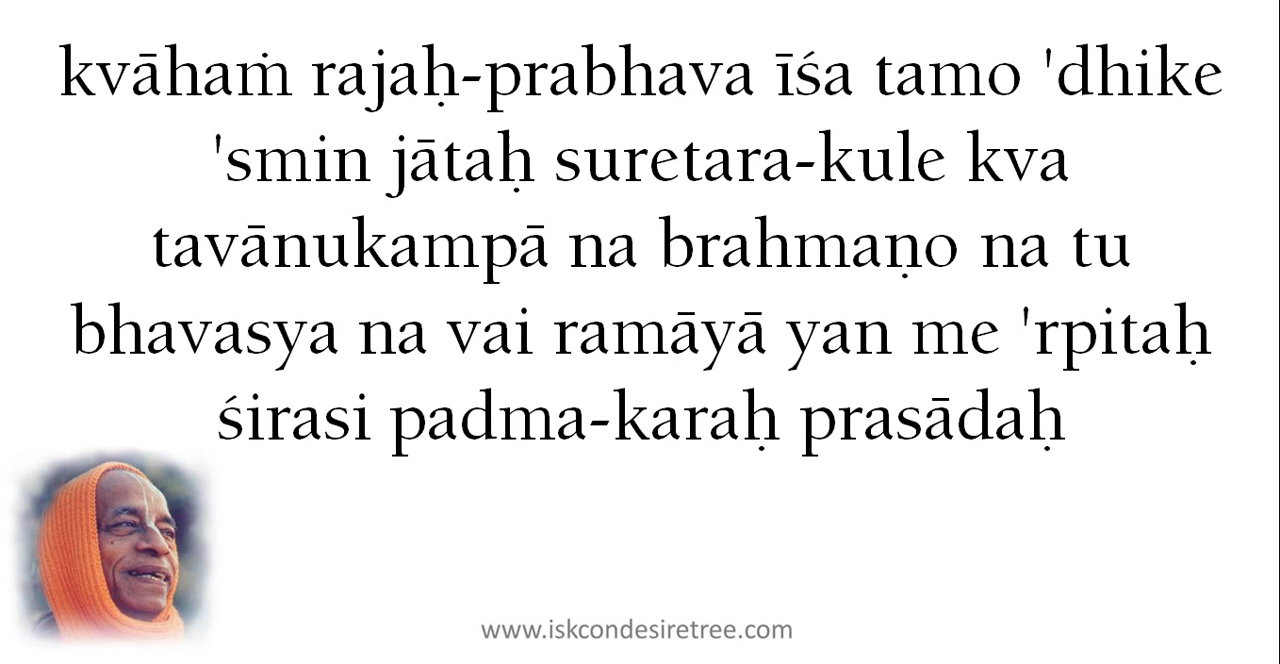 kvāhaṁ rajaḥ-prabhava īśa tamo 'dhike
'smin jātaḥ suretara-kule kva
tavānukampā na brahmaṇo na tu
bhavasya na vai ramāyā yan me 'rpitaḥ
śirasi padma-karaḥ prasādaḥ
www.iskcondesiretree.com